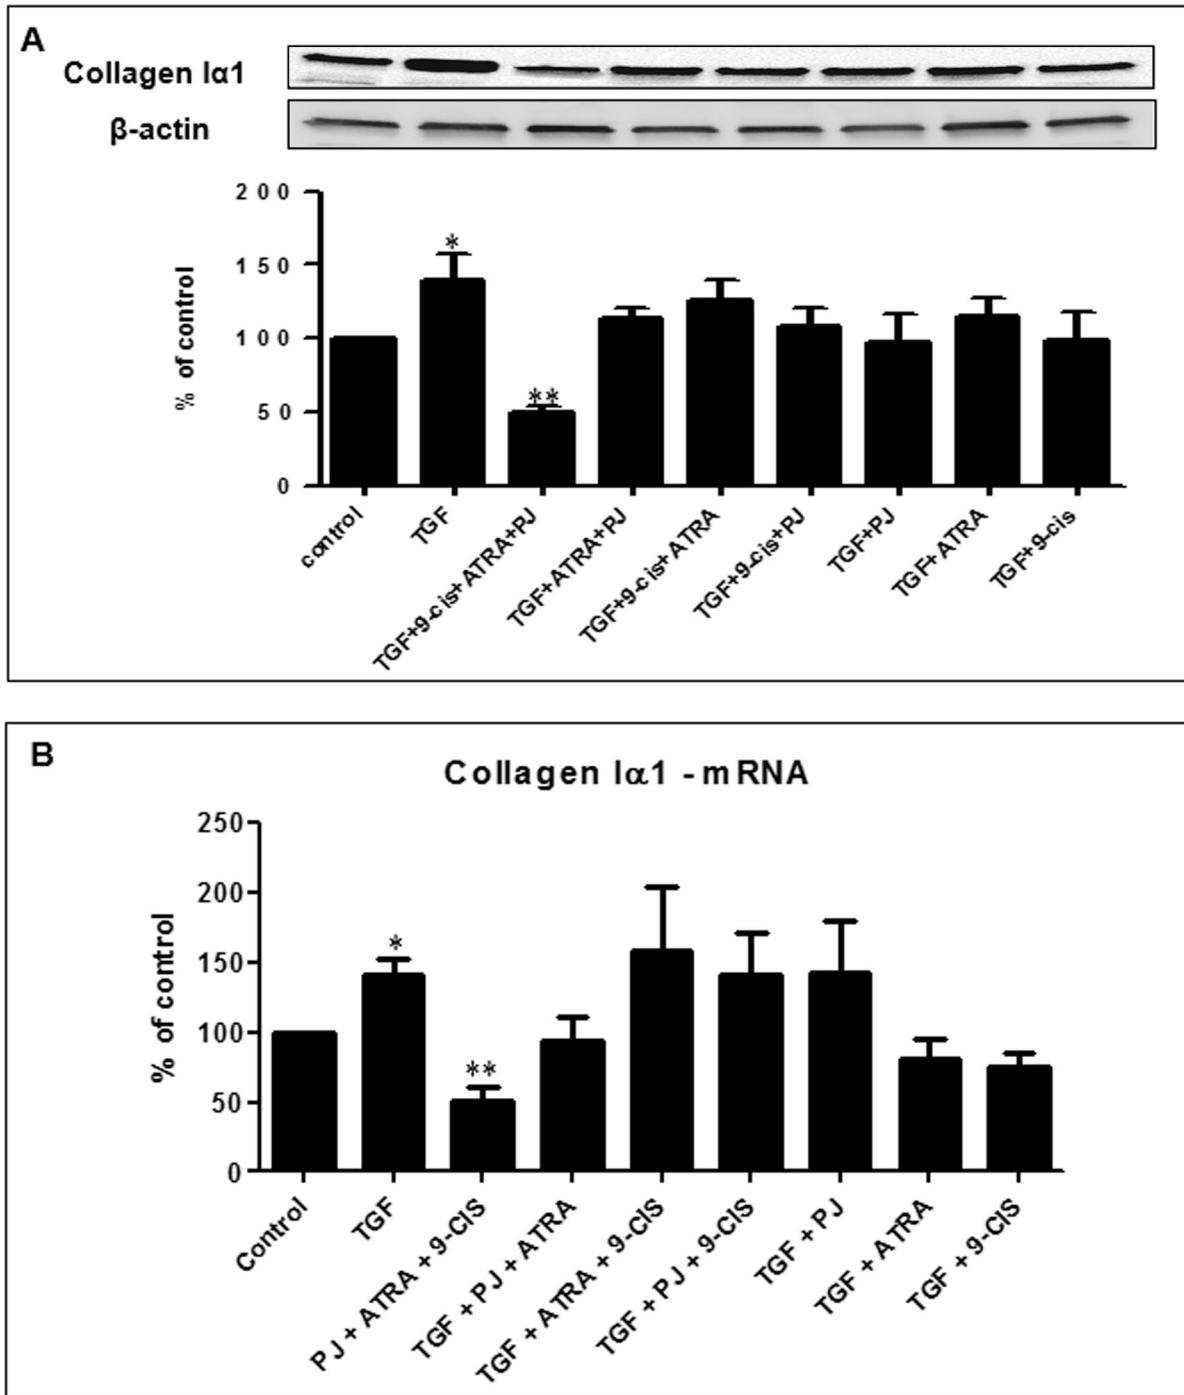 A
Collagen Iα1
β-actin
200
150
100
50
0
% of control
*
**
control
TGF
TGF+9-cis+ATRA+PJ
TGF+ATRA+PJ
TGF+9-cis+ATRA
TGF+9-cis+PJ
TGF+PJ
TGF+ATRA
TGF+9-cis
B
Collagen Iα1 - mRNA
250
200
150
100
50
0
% of control
*
**
Control
TGF
PJ + ATRA + 9-CIS
TGF + PJ + ATRA
TGF + ATRA + 9-CIS
TGF + PJ + 9-CIS
TGF + PJ
TGF + ATRA
TGF + 9-CIS